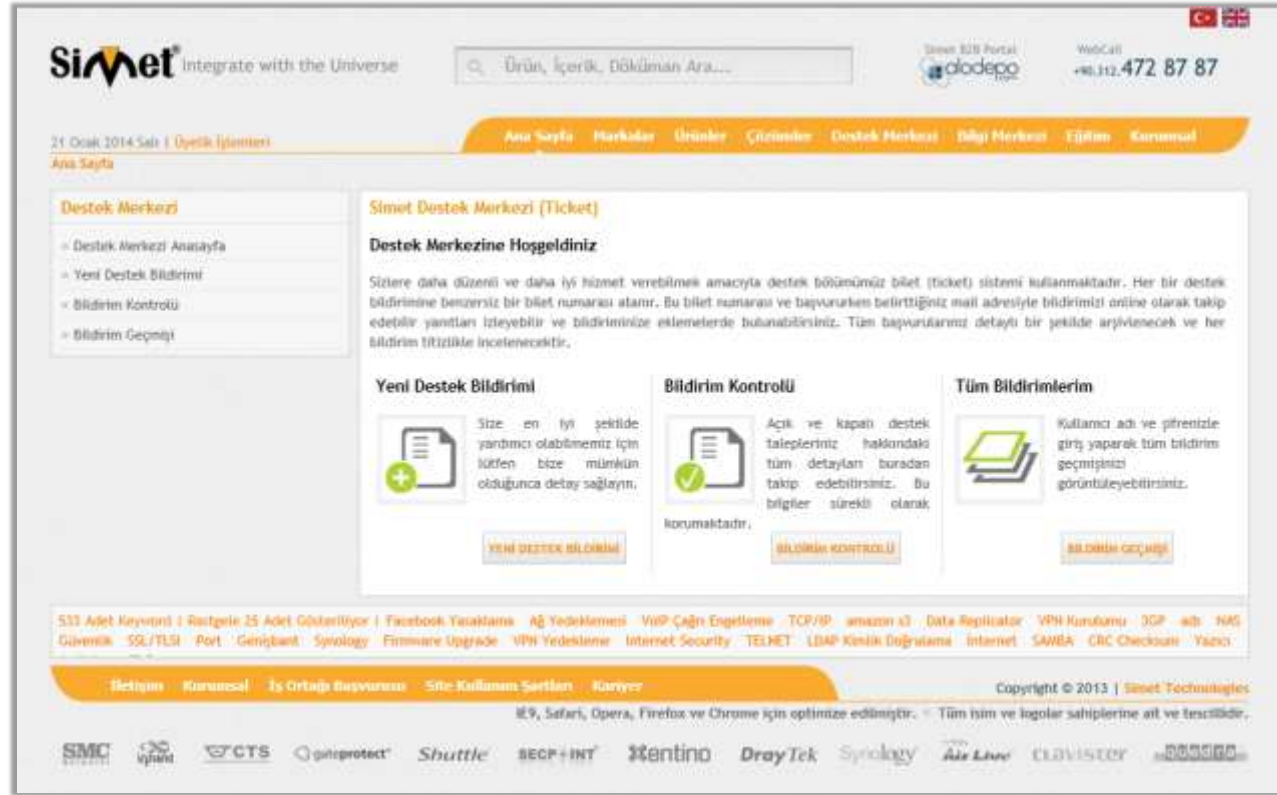 Simet® Integrate with the Universe
Ürün, İçerik, Döküman Ara....
Simet B2B Portal
alodepo
WebCall
+90.312.472 87 87
21 Ocak 2014 Salı | Üyelik İşlemleri
Ana Sayfa Markalar Ürünler Çözümler Destek Merkezi Bilgi Merkezi Eğitim Kurumsal
Ana Sayfa
Destek Merkezi
» Destek Merkezi Anasayfa
» Yeni Destek Bildirimi
» Bildirim Kontrolü
» Bildirim Geçmişi
Simet Destek Merkezi (Ticket)
Destek Merkezine Hoşgeldiniz
Sizlere daha düzenli ve daha iyi hizmet verebilmek amacıyla destek bölümümüz bilet (ticket) sistemi kullanmaktadır. Her bir destek
bildirimine benzersiz bir bilet numarası atanır. Bu bilet numarası ve başvururken belirttiğiniz mail adresiyle bildirimizi online olarak takip
edebilir yanıtları izleyebilir ve bildiriminize eklemelerde bulunabilirsiniz. Tüm başvurularınız detaylı bir şekilde arşivlenecek ve her
bildirim titizlikle incelenecektir.
Yeni Destek Bildirimi
Size en iyi şekilde
yardımcı olabilmemiz için
lütfen bize mümkün
olduğunca detay sağlayın.
YENİ DESTEK BİLDİRİMİ
Bildirim Kontrolü
Açık ve kapalı destek
talepleriniz hakkındaki
tüm detayları buradan
takip edebilirsiniz. Bu
bilgiler sürekli olarak
korumaktadır.
BİLDİRİM KONTROLÜ
Tüm Bildirimlerim
Kullanıcı adı ve şifrenizle
giriş yaparak tüm bildirim
geçmişinizi
görüntüleyebilirsiniz.
BİLDİRİM GEÇMİŞİ
533 Adet Keyword | Rastgele 25 Adet Gösteriliyor | Facebook Yasaklama Ağ Yedeklemesi VoIP Çağrı Engelleme TCP/IP amazon s3 Data Replicator VPN Kurulumu 3GP adı NAS
Güvenlik SSL/TLSI Port Genişbant Synology Firmware Upgrade VPN Yedekleme Internet Security TELNET LDAP Kimlik Doğrulama İnternet SAMBA CRC Checksum Yazıcı
İletişim Kurumsal İş Ortağı Başvurusu Site Kullanım Şartları Kariyer
Copyright © 2013 | Simet Technologies
IE9, Safari, Opera, Firefox ve Chrome için optimize edilmiştir. Tüm isim ve logolar sahiplerine ait ve tescillidir.
SMC iPhand CTS gateprotect Shuttle SECPOINT Xentino DrayTek Synology Air Live CLAVISTER